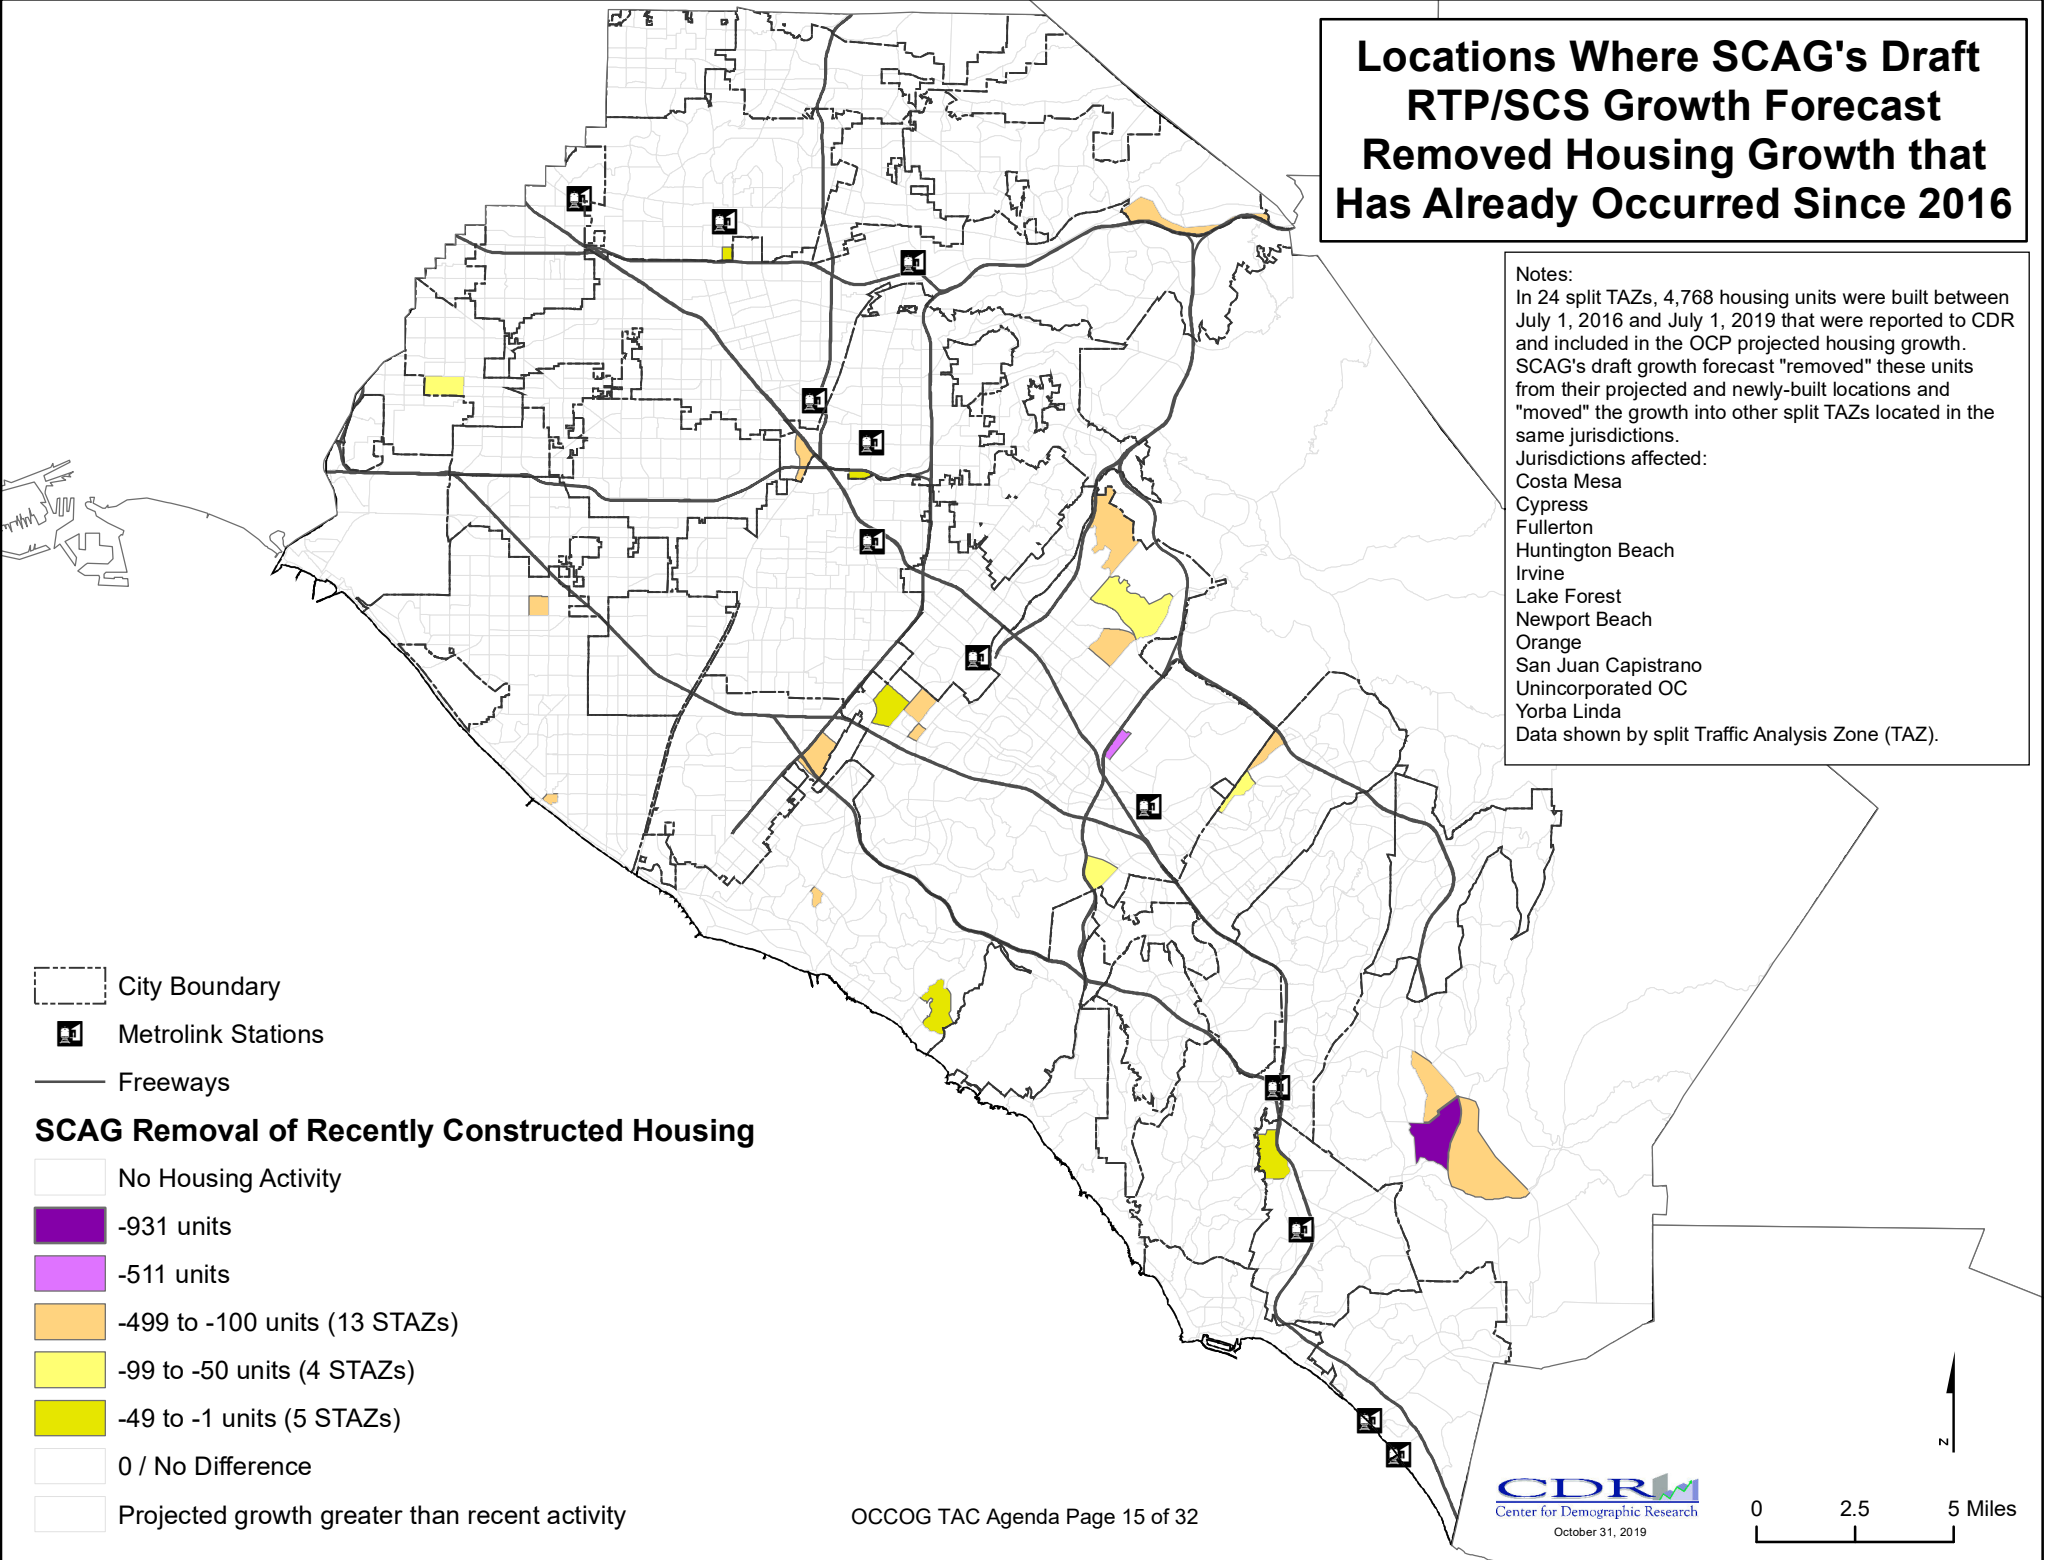 Locations Where SCAG's Draft
RTP/SCS Growth Forecast
Removed Housing Growth that
Has Already Occurred Since 2016
Notes:
In 24 split TAZs, 4,768 housing units were built between
July 1, 2016 and July 1, 2019 that were reported to CDR
and included in the OCP projected housing growth.
SCAG's draft growth forecast "removed" these units
from their projected and newly-built locations and
"moved" the growth into other split TAZs located in the
same jurisdictions.
Jurisdictions affected:
Costa Mesa
Cypress
Fullerton
Huntington Beach
Irvine
Lake Forest
Newport Beach
Orange
San Juan Capistrano
Unincorporated OC
Yorba Linda
Data shown by split Traffic Analysis Zone (TAZ).
City Boundary
Metrolink Stations
Freeways
SCAG Removal of Recently Constructed Housing
No Housing Activity
-931 units
-511 units
-499 to -100 units (13 STAZs)
-99 to -50 units (4 STAZs)
-49 to -1 units (5 STAZs)
0 / No Difference
Projected growth greater than recent activity
OCCOG TAC Agenda Page 15 of 32
CDR
Center for Demographic Research
October 31, 2019
Z
0 2.5 5 Miles